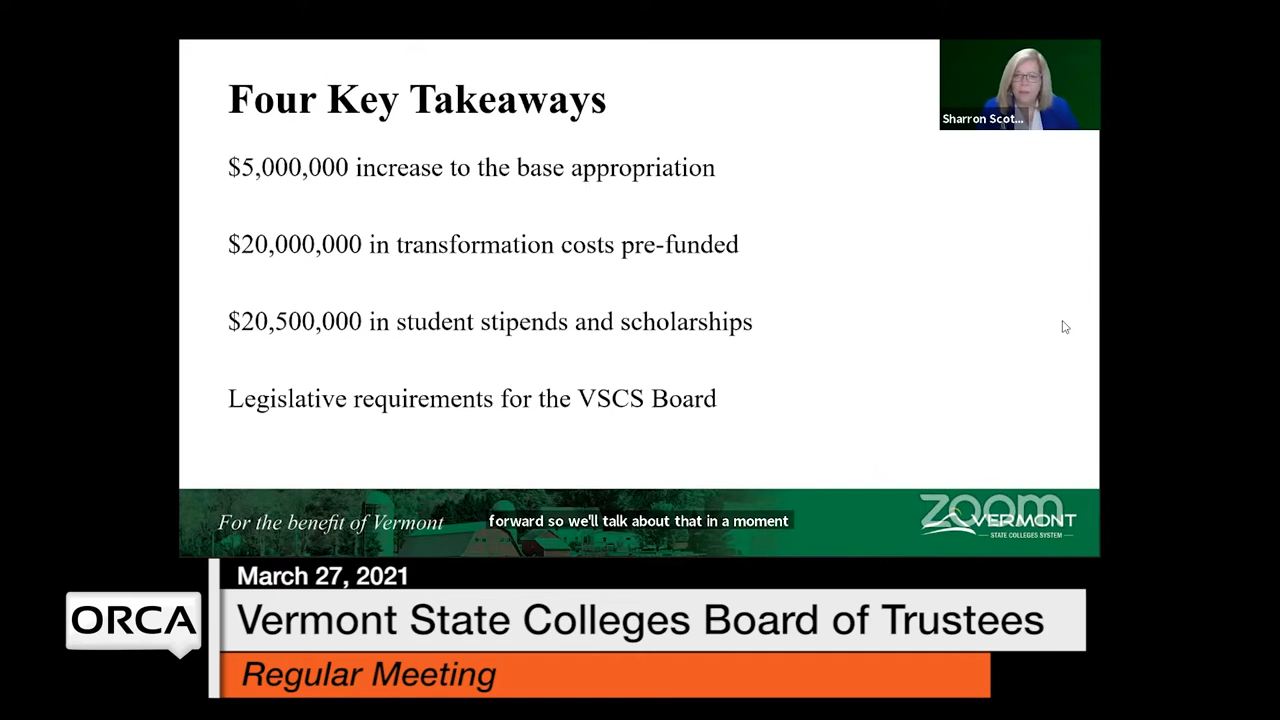 Four Key Takeaways
Sharron Scot...
$5,000,000 increase to the base appropriation
$20,000,000 in transformation costs pre-funded
$20,500,000 in student stipends and scholarships
Legislative requirements for the VSCS Board
For the benefit of Vermont
forward so we'll talk about that in a moment
zoom
VERMONT
STATE COLLEGES SYSTEM
March 27, 2021
ORCA
Vermont State Colleges Board of Trustees
Regular Meeting